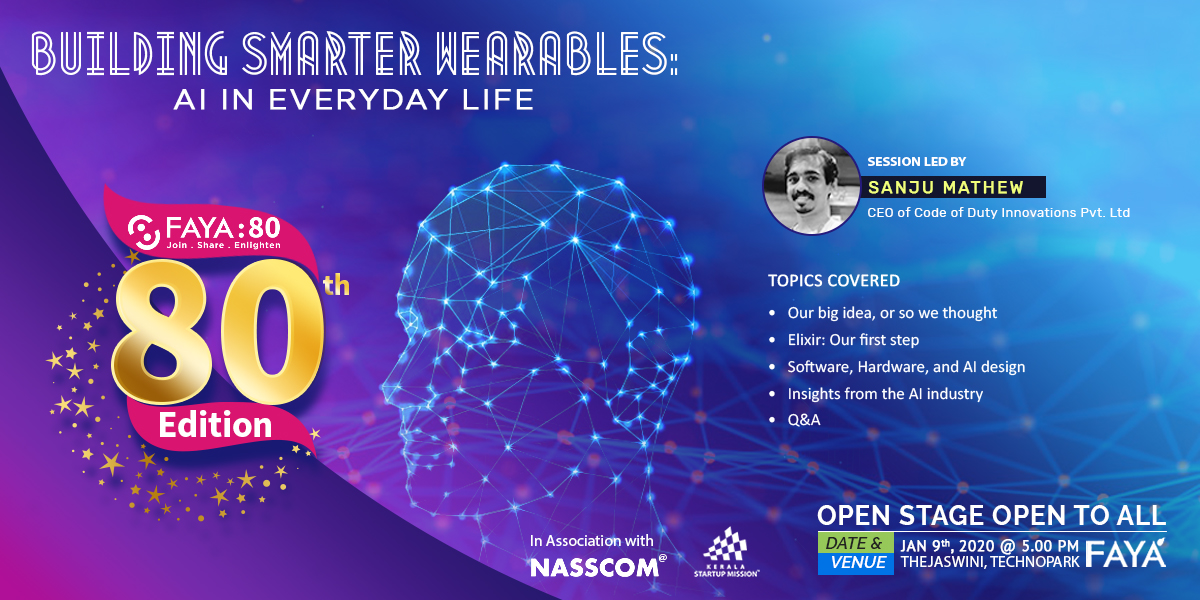 BUILDING SMARTER WEARABLES:
AI IN EVERYDAY LIFE
FAYA:80
Join . Share . Enlighten
80th
Edition
SESSION LED BY
SANJU MATHEW
CEO of Code of Duty Innovations Pvt. Ltd
TOPICS COVERED
• Our big idea, or so we thought
• Elixir: Our first step
• Software, Hardware, and AI design
• Insights from the AI industry
• Q&A
In Association with
NASSCOM®
KERALA
STARTUP MISSION™
OPEN STAGE OPEN TO ALL
DATE &
VENUE
JAN 9th, 2020 @ 5.00 PM
THEJASWINI, TECHNOPARK
FAYA